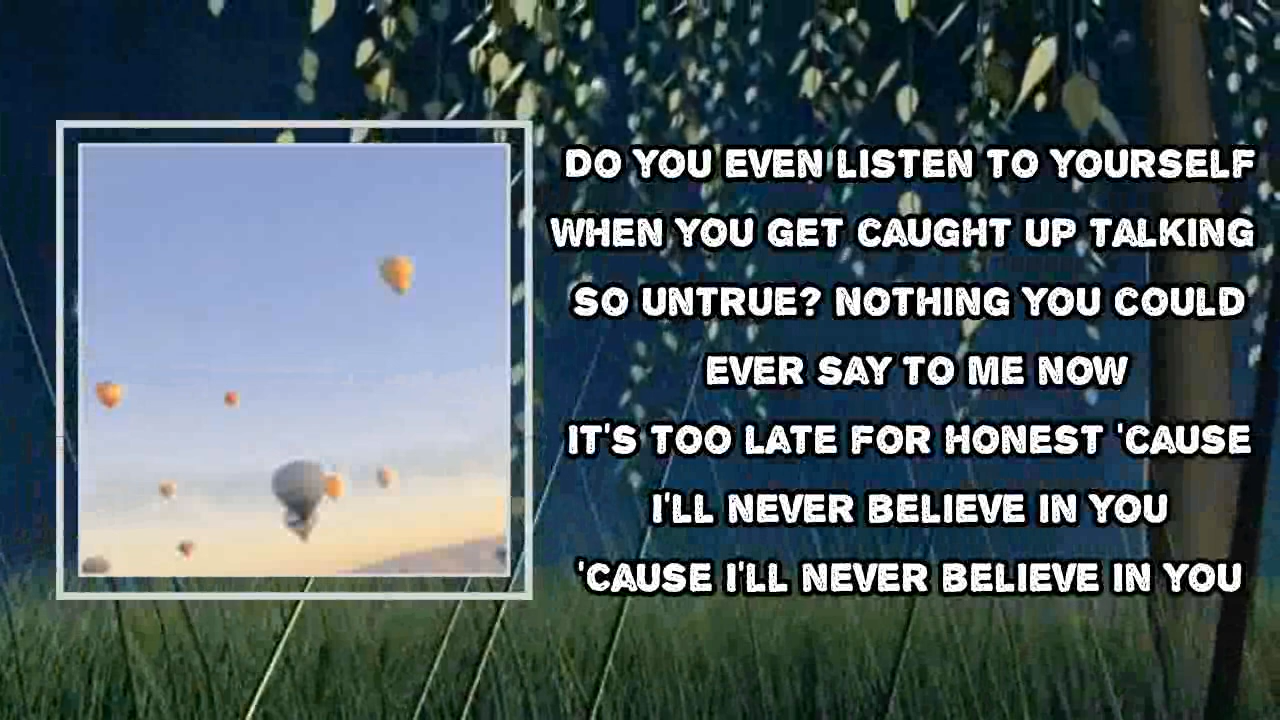 DO YOU EVEN LISTEN TO YOURSELF
WHEN YOU GET CAUGHT UP TALKING
SO UNTRUE? NOTHING YOU COULD
EVER SAY TO ME NOW
IT'S TOO LATE FOR HONEST 'CAUSE
I'LL NEVER BELIEVE IN YOU
'CAUSE I'LL NEVER BELIEVE IN YOU